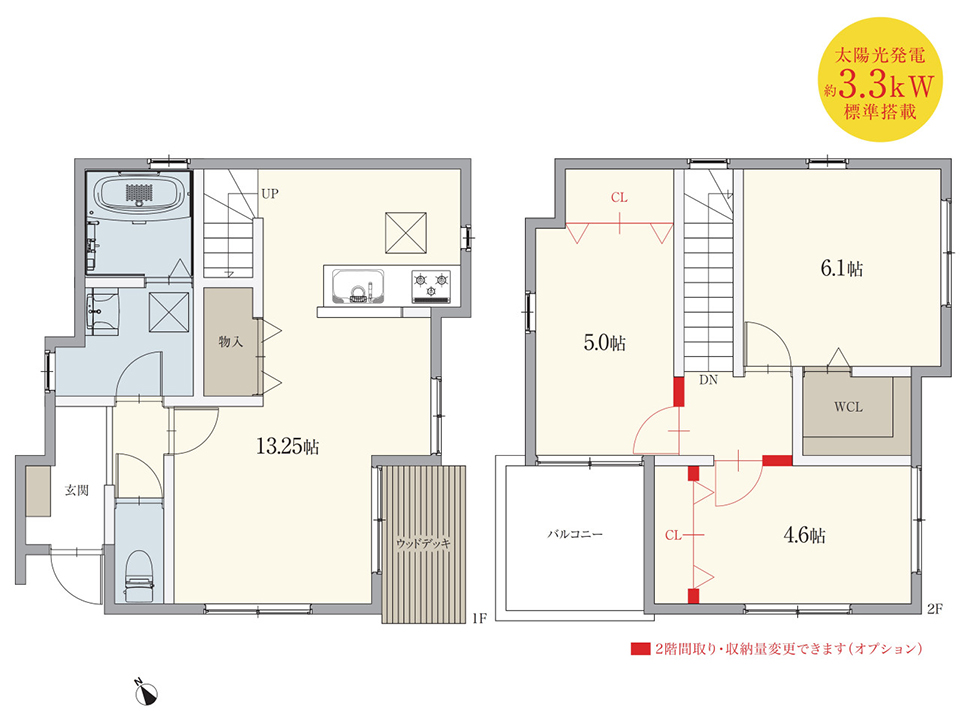 太陽光発電
約3.3kW
標準搭載
UP
物入
13.25帖
玄関
ウッドデッキ
1F
CL
6.1帖
5.0帖
DN
WCL
バルコニー
CL
4.6帖
2F
2階間取り・収納量変更できます（オプション）
N